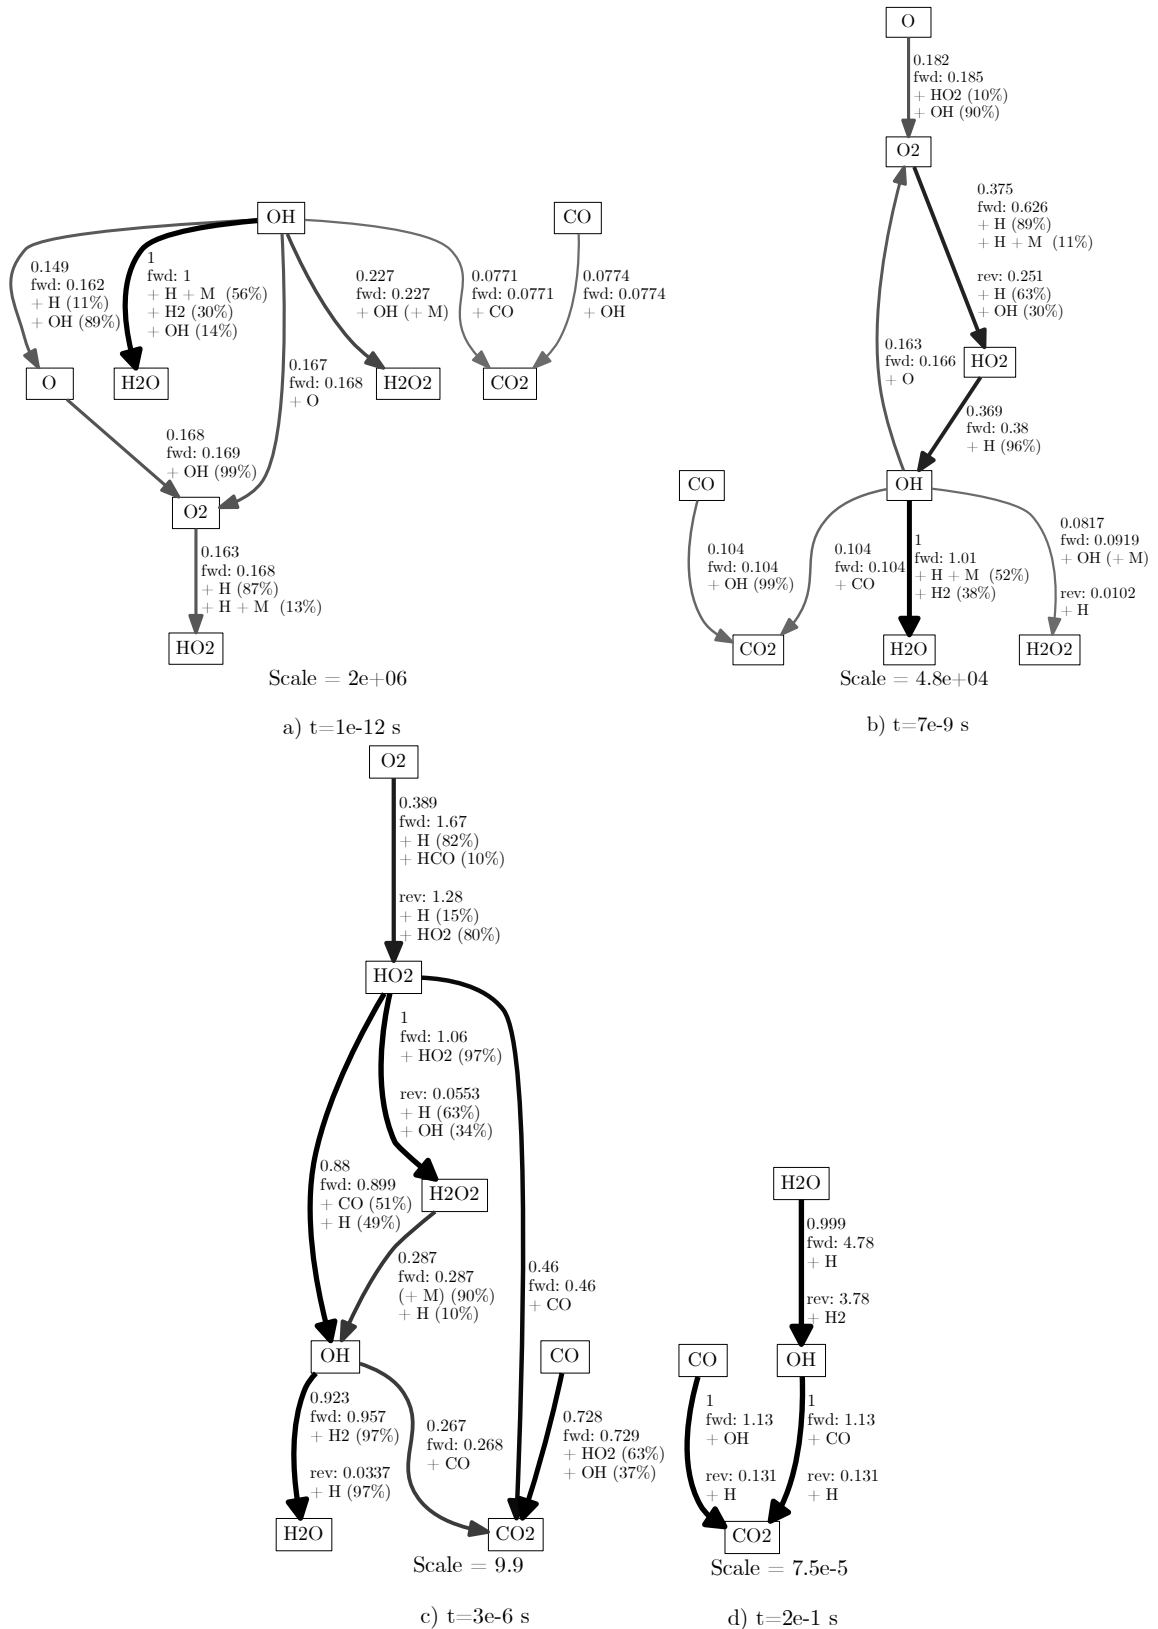 OH
CO
0.149
fwd: 0.162
+ H (11%)
+ OH (89%)
1
fwd: 1
+ H + M (56%)
+ H2 (30%)
+ OH (14%)
0.167
fwd: 0.168
+ O
0.227
fwd: 0.227
+ OH (+ M)
0.0771
fwd: 0.0771
+ CO
0.0774
fwd: 0.0774
+ OH
O
H2O
H2O2
CO2
0.168
fwd: 0.169
+ OH (99%)
O2
0.163
fwd: 0.168
+ H (87%)
+ H + M (13%)
HO2
Scale = 2e+06
a) t=1e-12 s
O
0.182
fwd: 0.185
+ HO2 (10%)
+ OH (90%)
O2
0.375
fwd: 0.626
+ H (89%)
+ H + M (11%)
rev: 0.251
+ H (63%)
+ OH (30%)
0.163
fwd: 0.166
+ O
HO2
0.369
fwd: 0.38
+ H (96%)
CO
OH
0.104
fwd: 0.104
+ OH (99%)
0.104
fwd: 0.104
+ CO
1
fwd: 1.01
+ H + M (52%)
+ H2 (38%)
0.0817
fwd: 0.0919
+ OH (+ M)
rev: 0.0102
+ H
CO2
H2O
H2O2
Scale = 4.8e+04
b) t=7e-9 s
O2
0.389
fwd: 1.67
+ H (82%)
+ HCO (10%)
rev: 1.28
+ H (15%)
+ HO2 (80%)
HO2
1
fwd: 1.06
+ HO2 (97%)
rev: 0.0553
+ H (63%)
+ OH (34%)
0.88
fwd: 0.899
+ CO (51%)
+ H (49%)
H2O2
0.287
fwd: 0.287
(+ M) (90%)
+ H (10%)
0.46
fwd: 0.46
+ CO
OH
CO
0.923
fwd: 0.957
+ H2 (97%)
rev: 0.0337
+ H (97%)
0.267
fwd: 0.268
+ CO
0.728
fwd: 0.729
+ HO2 (63%)
+ OH (37%)
H2O
CO2
Scale = 9.9
c) t=3e-6 s
H2O
0.999
fwd: 4.78
+ H
rev: 3.78
+ H2
CO
OH
1
fwd: 1.13
+ OH
rev: 0.131
+ H
1
fwd: 1.13
+ CO
rev: 0.131
+ H
CO2
Scale = 7.5e-5
d) t=2e-1 s